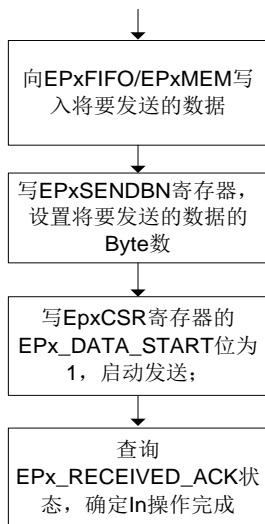 向EPxFIFO/EPxMEM写
入将要发送的数据
写EPxSENDBN寄存器，
设置将要发送的数据的
Byte数
写EpxCSR寄存器的
EPx_DATA_START位为
1，启动发送；
查询
EPx_RECEIVED_ACK状
态，确定In操作完成